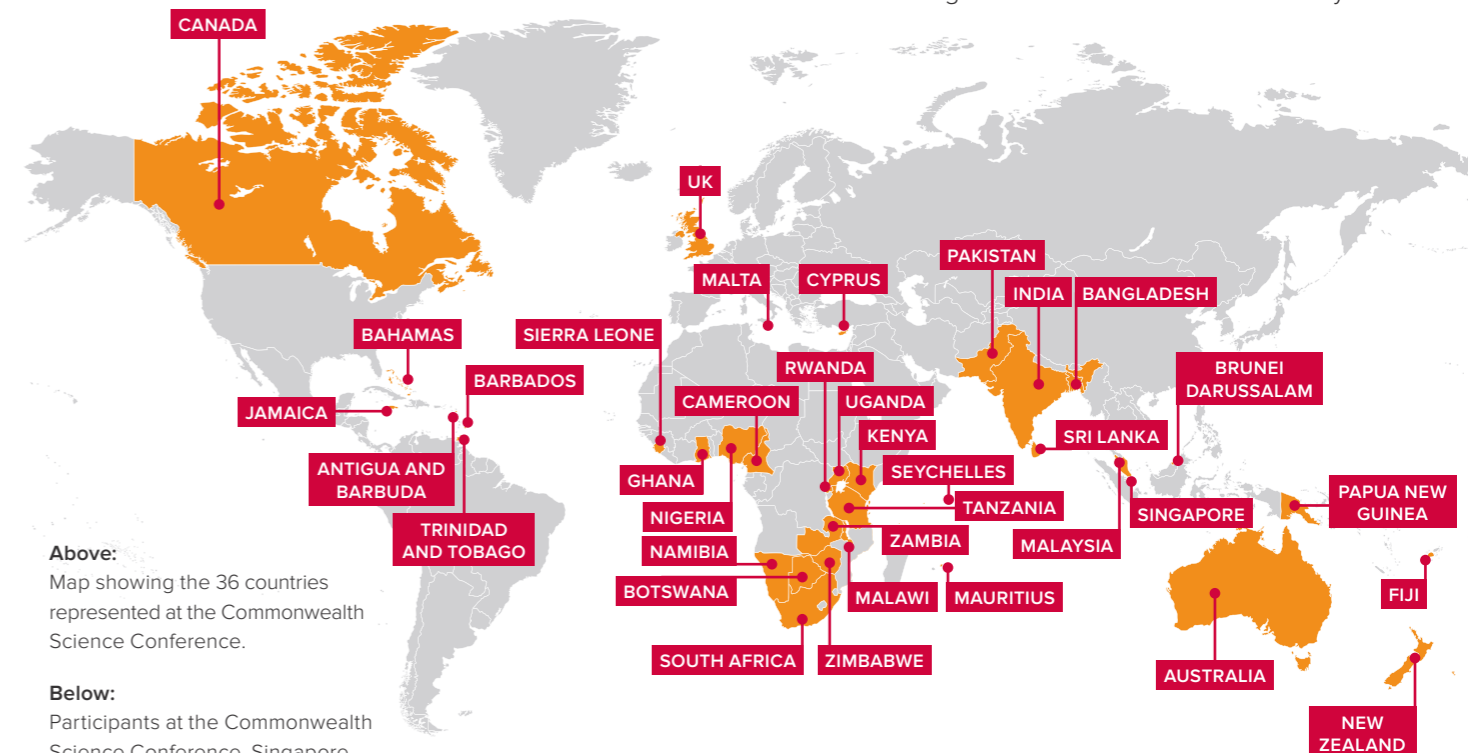 CANADA
UK
PAKISTAN
MALTA
CYPRUS
INDIA
BANGLADESH
BAHAMAS
SIERRA LEONE
RWANDA
BRUNEI
DARUSSALAM
BARBADOS
CAMEROON
UGANDA
JAMAICA
KENYA
SRI LANKA
ANTIGUA AND
BARBUDA
GHANA
SEYCHELLES
PAPUA NEW
GUINEA
NIGERIA
TANZANIA
SINGAPORE
TRINIDAD
AND TOBAGO
NAMIBIA
ZAMBIA
MALAYSIA
BOTSWANA
MALAWI
MAURITIUS
FIJI
SOUTH AFRICA
ZIMBABWE
AUSTRALIA
NEW
ZEALAND
Above:
Map showing the 36 countries
represented at the Commonwealth
Science Conference.
Below:
Participants at the Commonwealth
Science Conference, Singapore